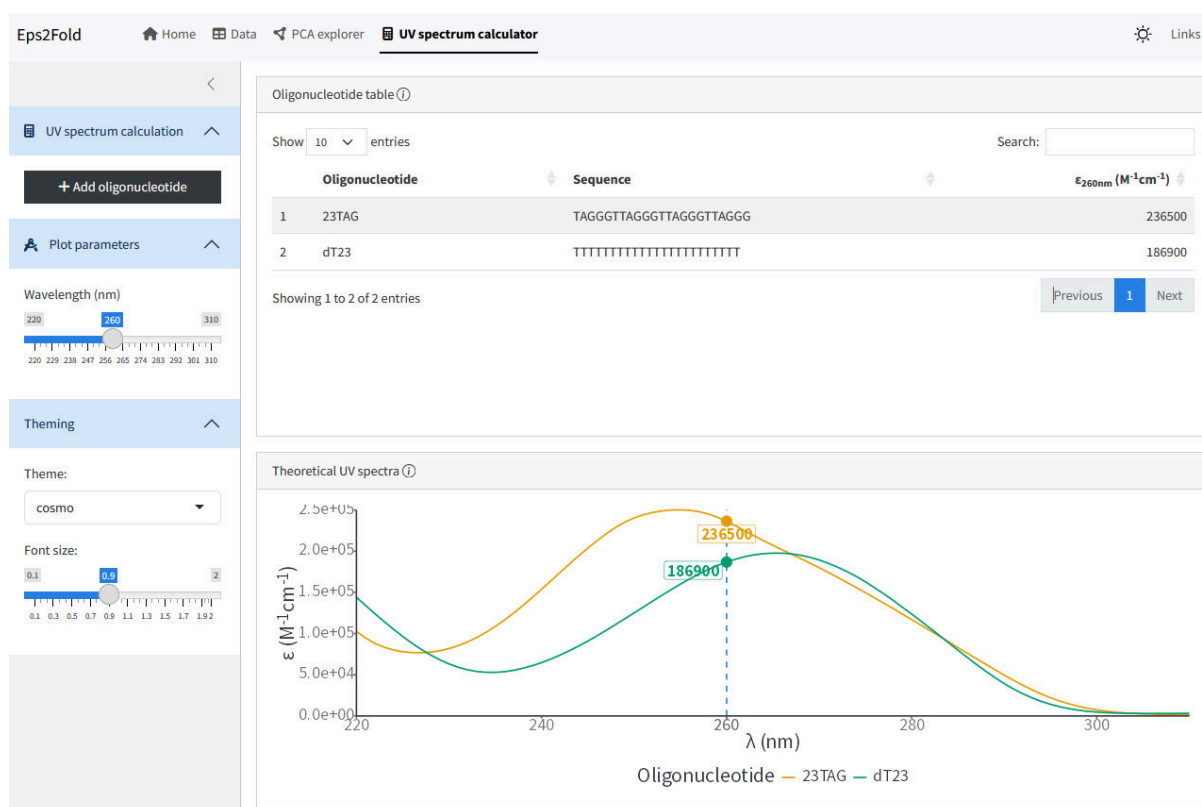 Eps2Fold Home Data PCA explorer UV spectrum calculator Links
UV spectrum calculation
+ Add oligonucleotide
Plot parameters
Wavelength (nm)
220 260 310
220 229 238 247 256 265 274 283 292 301 310
Theming
Theme:
cosmo
Font size:
0.1 0.9 2
0.1 0.3 0.5 0.7 0.9 1.1 1.3 1.5 1.7 1.9 2
Oligonucleotide table
Show 10 entries Search:
Oligonucleotide Sequence ε260nm (M-1cm-1)
1 23TAG TAGGGTTAGGGTTAGGGTTAGGG 236500
2 dT23 TTTTTTTTTTTTTTTTTTTTTTT 186900
Showing 1 to 2 of 2 entries Previous 1 Next
Theoretical UV spectra
2.5e+05
2.0e+05
1.5e+05
1.0e+05
5.0e+04
0.0e+00
ε (M-1cm-1)
236500
186900
220 240 260 280 300
λ (nm)
Oligonucleotide 23TAG dT23